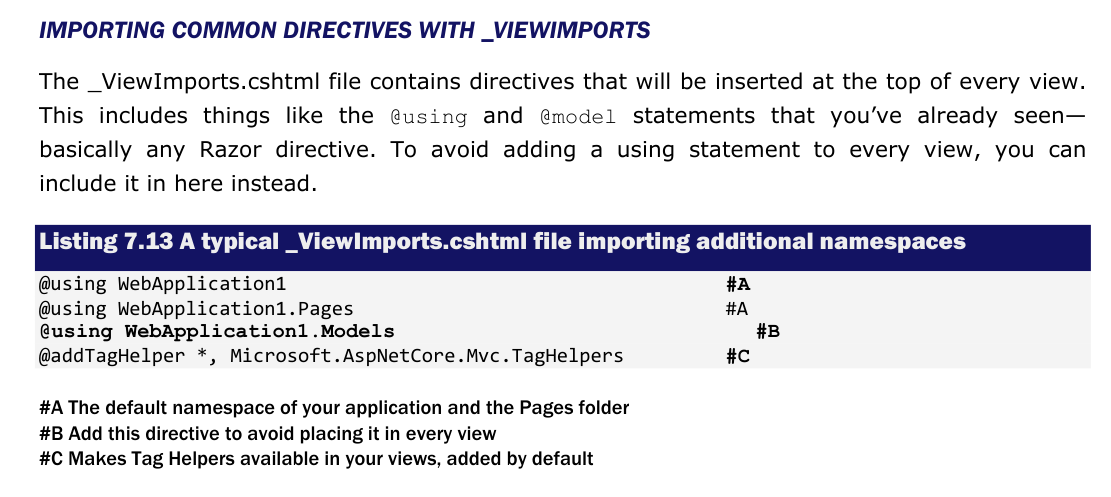 IMPORTING COMMON DIRECTIVES WITH _VIEWIMPORTS
The _ViewImports.cshtml file contains directives that will be inserted at the top of every view.
This includes things like the @using and @model statements that you’ve already seen—
basically any Razor directive. To avoid adding a using statement to every view, you can
include it in here instead.
Listing 7.13 A typical _ViewImports.cshtml file importing additional namespaces
@using WebApplication1 #A
@using WebApplication1.Pages #A
@using WebApplication1.Models #B
@addTagHelper *, Microsoft.AspNetCore.Mvc.TagHelpers #C
#A The default namespace of your application and the Pages folder
#B Add this directive to avoid placing it in every view
#C Makes Tag Helpers available in your views, added by default